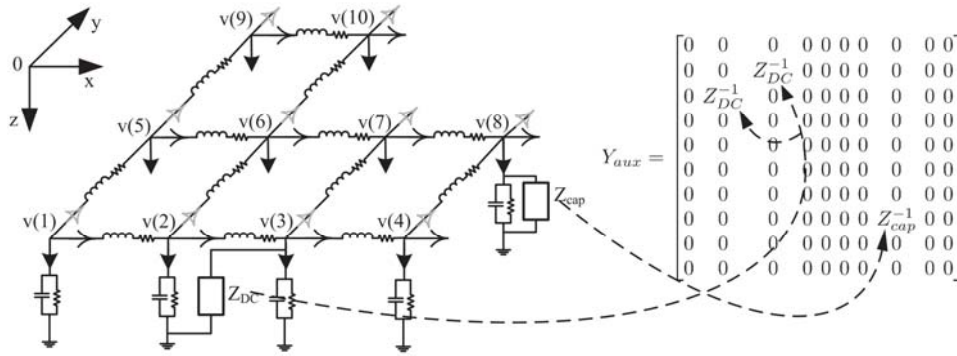 v(9) v(10)
y
0
x
z
v(5) v(6) v(7) v(8)
Z_cap
v(1) v(2) v(3) v(4)
Z_DC
Y_aux =
0 0 0 0 0 0 0 0 0 0
0 0 Z_DC^-1 0 0 0 0 0 0 0
0 Z_DC^-1 0 0 0 0 0 0 0 0
0 0 0 0 0 0 0 0 0 0
0 0 0 0 0 0 0 0 0 0
0 0 0 0 0 0 0 0 0 0
0 0 0 0 0 0 0 0 0 0
0 0 0 0 0 0 0 Z_cap^-1 0 0
0 0 0 0 0 0 0 0 0 0
0 0 0 0 0 0 0 0 0 0